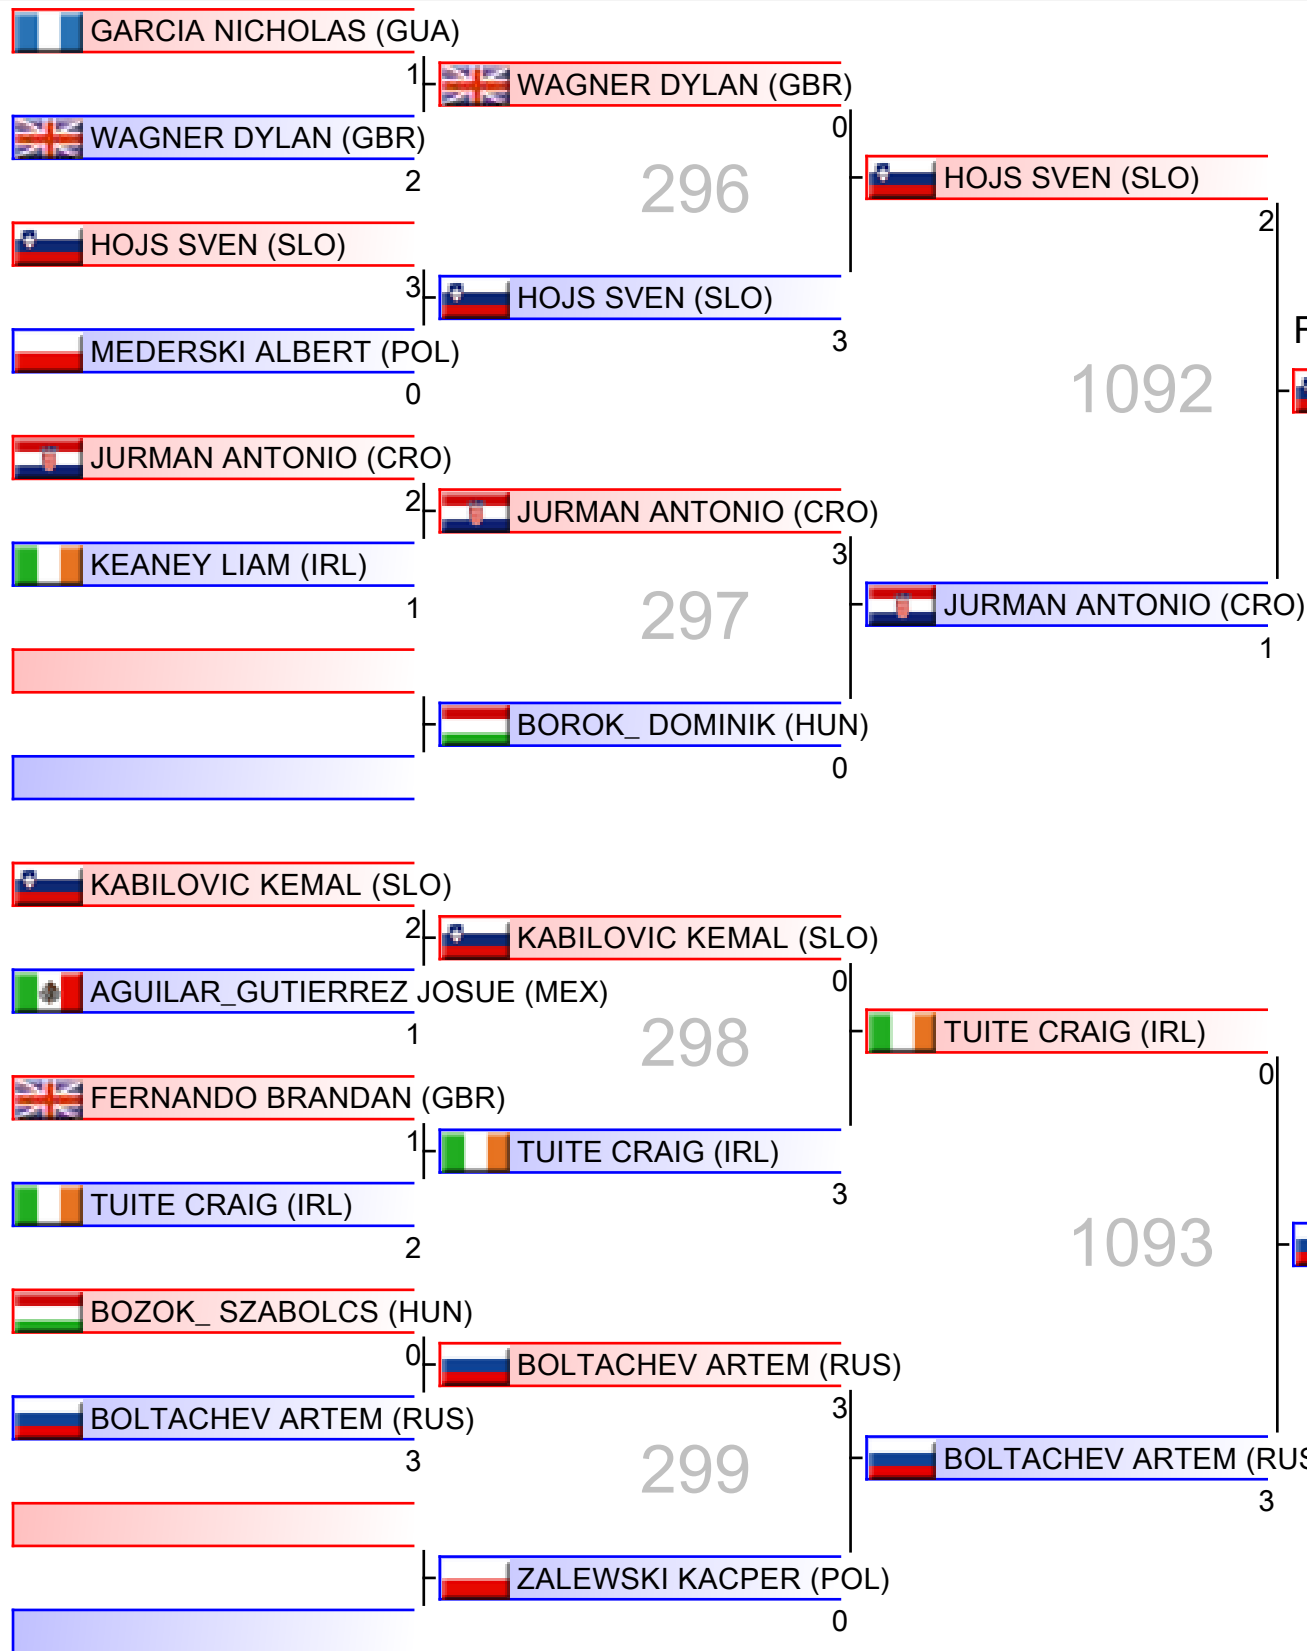 GARCIA NICHOLAS (GUA)
1
WAGNER DYLAN (GBR)
2
HOJS SVEN (SLO)
3
MEDERSKI ALBERT (POL)
0
JURMAN ANTONIO (CRO)
2
KEANEY LIAM (IRL)
1
KABILOVIC KEMAL (SLO)
2
AGUILAR_GUTIERREZ JOSUE (MEX)
1
FERNANDO BRANDAN (GBR)
1
TUITE CRAIG (IRL)
2
BOZOK_ SZABOLCS (HUN)
0
BOLTACHEV ARTEM (RUS)
3
WAGNER DYLAN (GBR)
0
296
HOJS SVEN (SLO)
3
JURMAN ANTONIO (CRO)
3
297
BOROK_ DOMINIK (HUN)
0
KABILOVIC KEMAL (SLO)
0
298
TUITE CRAIG (IRL)
3
BOLTACHEV ARTEM (RUS)
3
299
ZALEWSKI KACPER (POL)
0
HOJS SVEN (SLO)
2
1092
JURMAN ANTONIO (CRO)
1
TUITE CRAIG (IRL)
0
1093
BOLTACHEV ARTEM (RUS
3